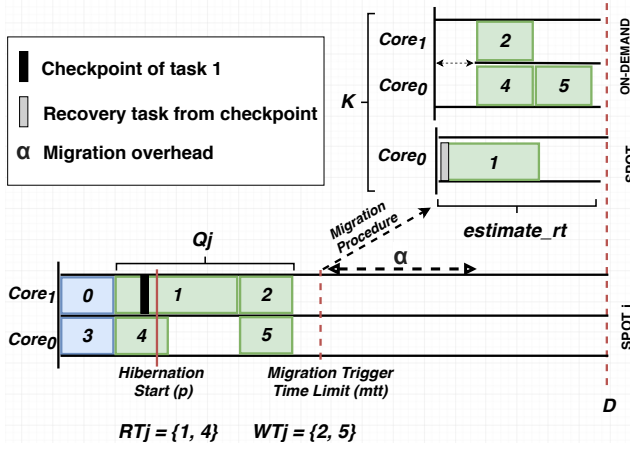 Checkpoint of task 1
Recovery task from checkpoint
α Migration overhead
K
Core1
2
Core0
4
5
ON-DEMAND
Core0
1
SPOT
estimate_rt
Migration
Procedure
α
Qj
Core1
0
1
2
Core0
3
4
5
SPOT j
Hibernation
Start (p)
Migration Trigger
Time Limit (mtt)
D
RTj = {1, 4}
WTj = {2, 5}